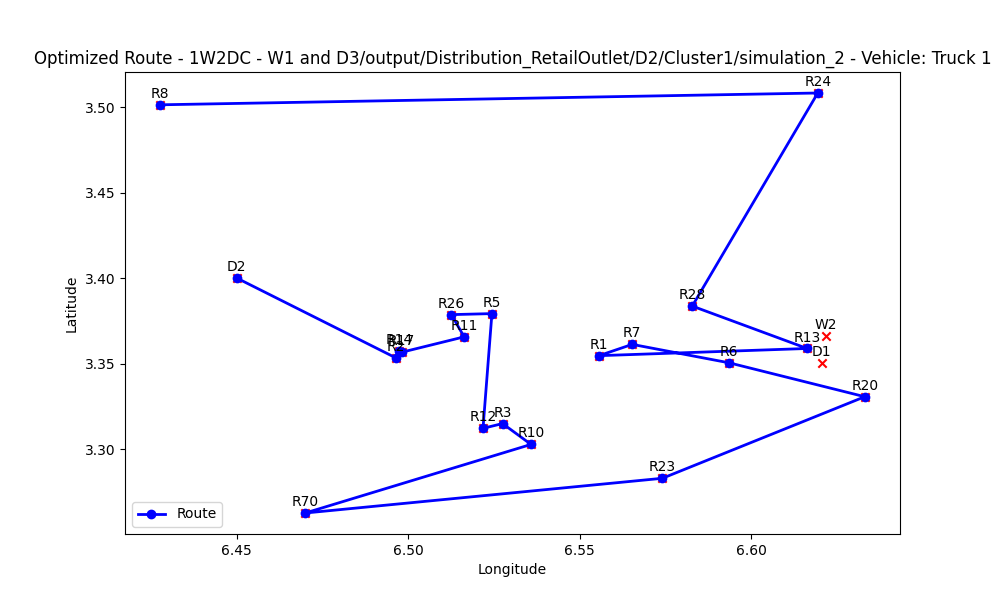 Optimized Route - 1W2DC - W1 and D3/output/Distribution_RetailOutlet/D2/Cluster1/simulation_2 - Vehicle: Truck 1
R8
R24
3.50
3.45
3.40
3.35
3.30
Latitude
D2
R26
R5
R28
R11
W2
R7
R13
R1
R6
D1
R20
R12
R3
R10
R23
R70
Route
6.45
6.50
6.55
6.60
Longitude